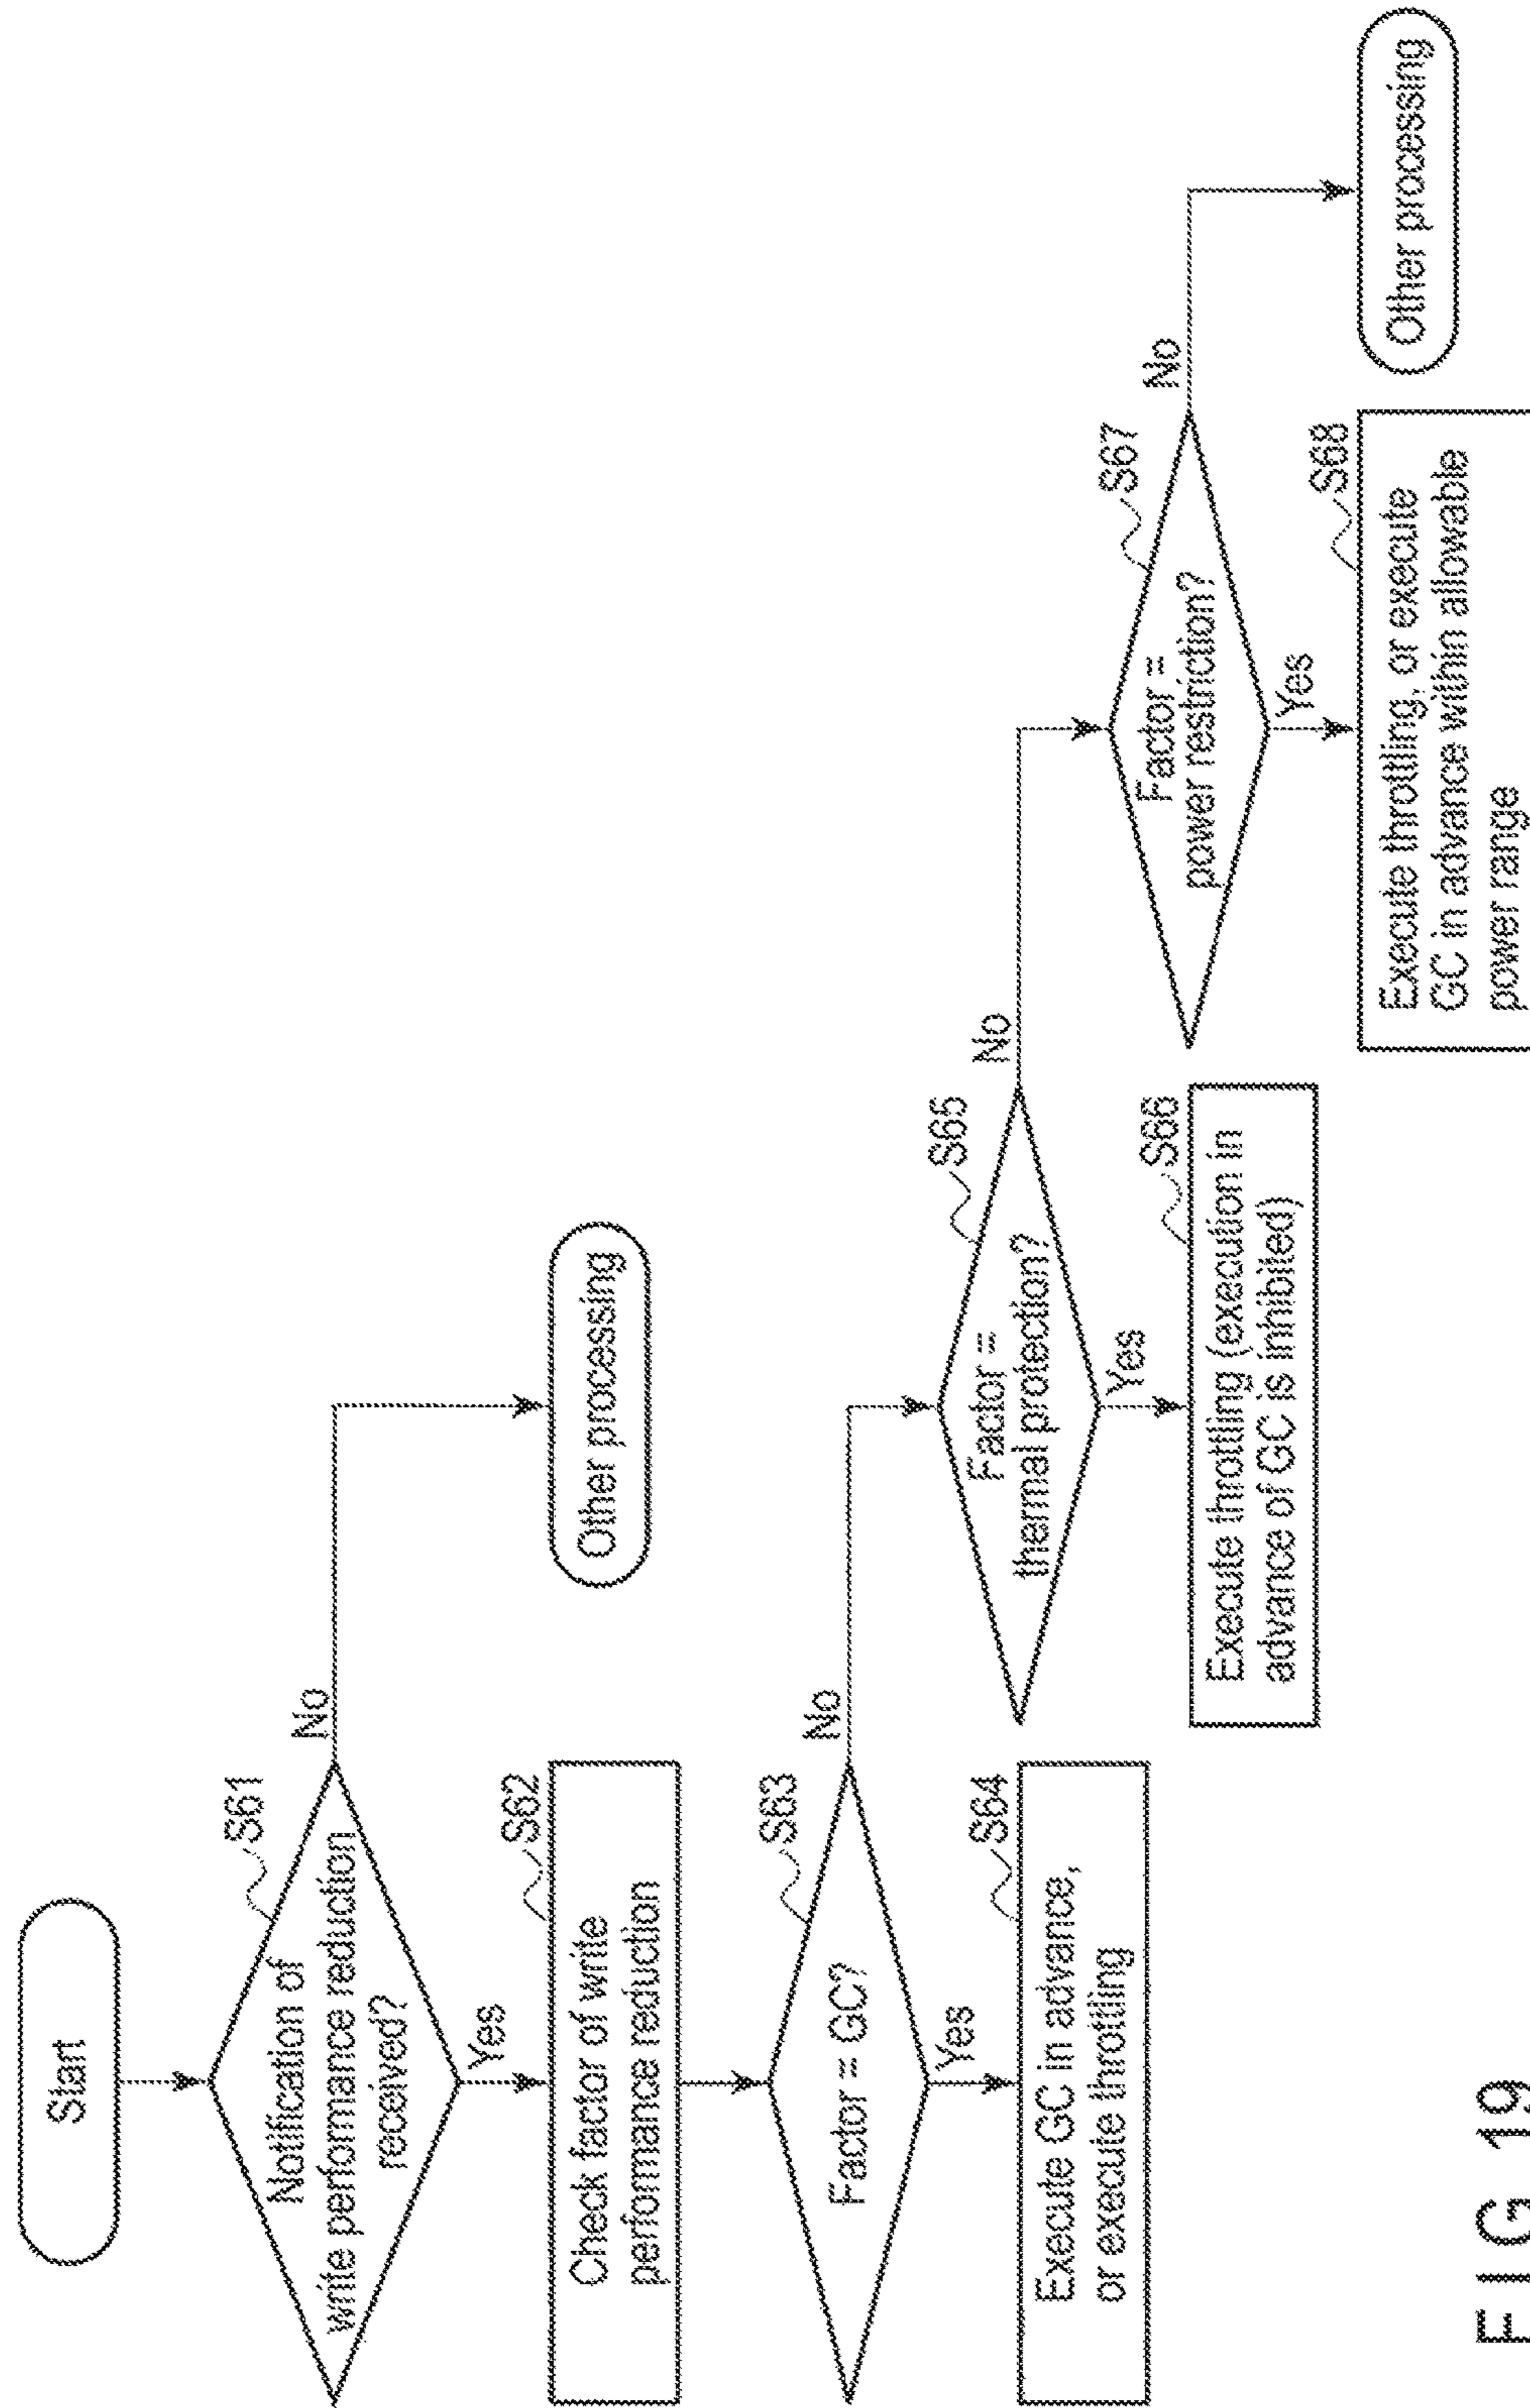 Start
S61
Notification of
write performance reduction
received?
No
Yes
Other processing
S62
Check factor of write
performance reduction
S63
Factor = GC?
No
Yes
S64
Execute GC in advance,
or execute throttling
S65
Factor =
thermal protection?
No
Yes
S66
Execute throttling (execution in
advance of GC is inhibited)
S67
Factor =
power restriction?
No
Yes
Other processing
S68
Execute throttling, or execute
GC in advance within allowable
power range
FIG 19